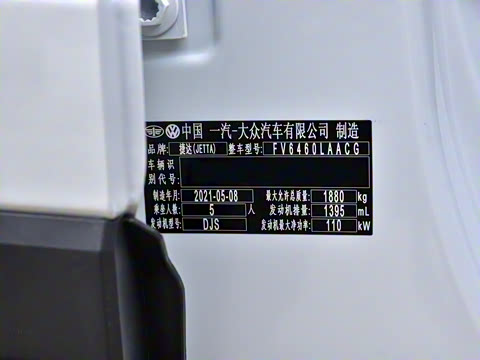 中国 一汽-大众汽车有限公司 制造
品牌: 捷达(JETTA) 整车型号: FV6460LAACG
车辆识
别代号:
制造年月: 2021-05-08 最大允许总质量: 1880 kg
乘坐人数: 5 人 发动机排量: 1395 mL
发动机型号: DJS 发动机最大净功率: 110 kW